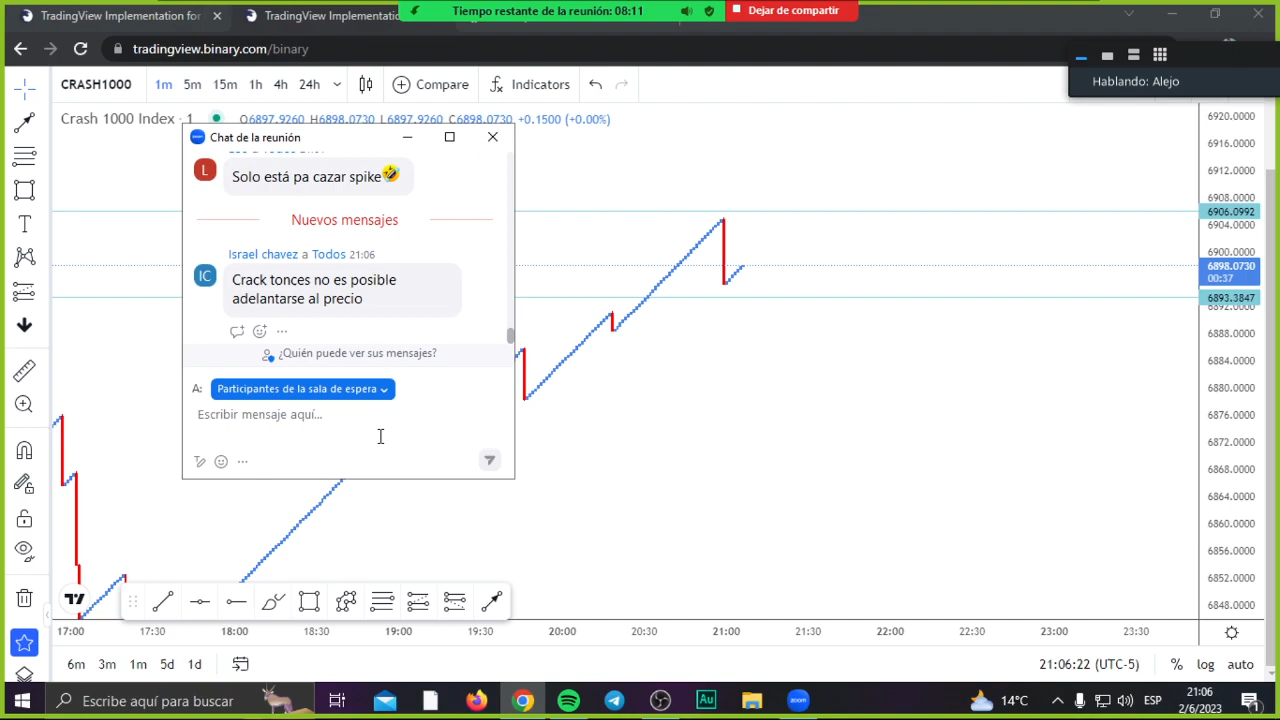 TradingView Implementation for
TradingView Implementatio
Tiempo restante de la reunión: 08:11
Dejar de compartir
tradingview.binary.com/binary
Hablando: Alejo
CRASH1000
1m 5m 15m 1h 4h 24h
Compare
Indicators
Crash 1000 Index · 1
O6897.9260 H6898.0730 L6897.9260 C6898.0730 +0.1500 (+0.00%)
Chat de la reunión
L
Solo está pa cazar spike🤣
Nuevos mensajes
Israel chavez a Todos 21:06
IC
Crack tonces no es posible
adelantarse al precio
¿Quién puede ver sus mensajes?
A: Participantes de la sala de espera
Escribir mensaje aquí...
6920.0000
6916.0000
6912.0000
6908.0000
6906.0992
6904.0000
6900.0000
6898.0730
00:37
6893.3847
6892.0000
6888.0000
6884.0000
6880.0000
6876.0000
6872.0000
6868.0000
6864.0000
6860.0000
6856.0000
6852.0000
6848.0000
17:00 17:30 18:00 18:30 19:00 19:30 20:00 20:30 21:00 21:30 22:00 22:30 23:00 23:30
6m 3m 1m 5d 1d
21:06:22 (UTC-5)
% log auto
Escribe aquí para buscar
Au
zoom
14°C
ESP
21:06
2/6/2023
1